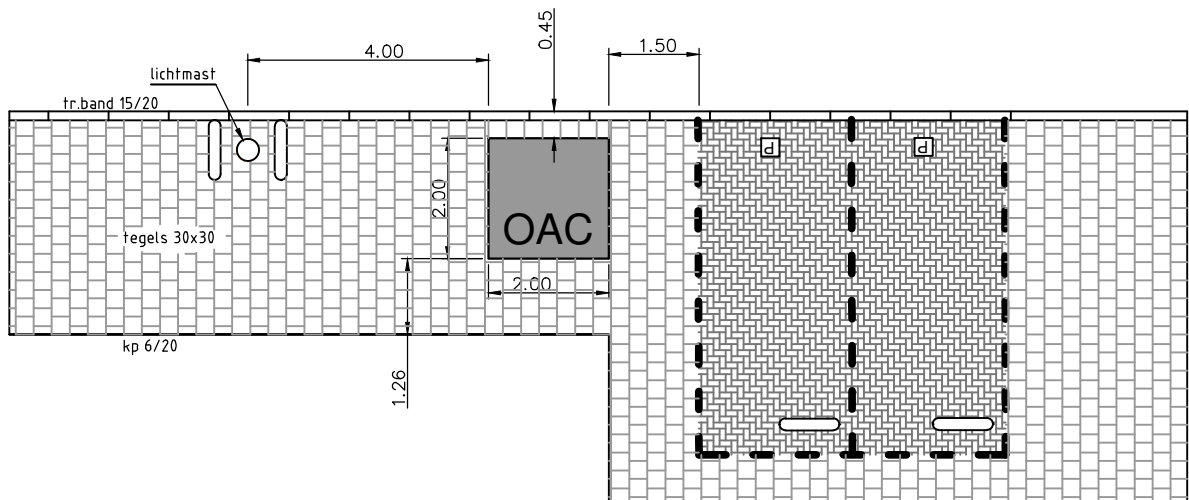 0.45
4.00
1.50
lichtmast
tr.band 15/20
P
P
2.00
OAC
tegels 30x30
2.00
kp 6/20
1.26